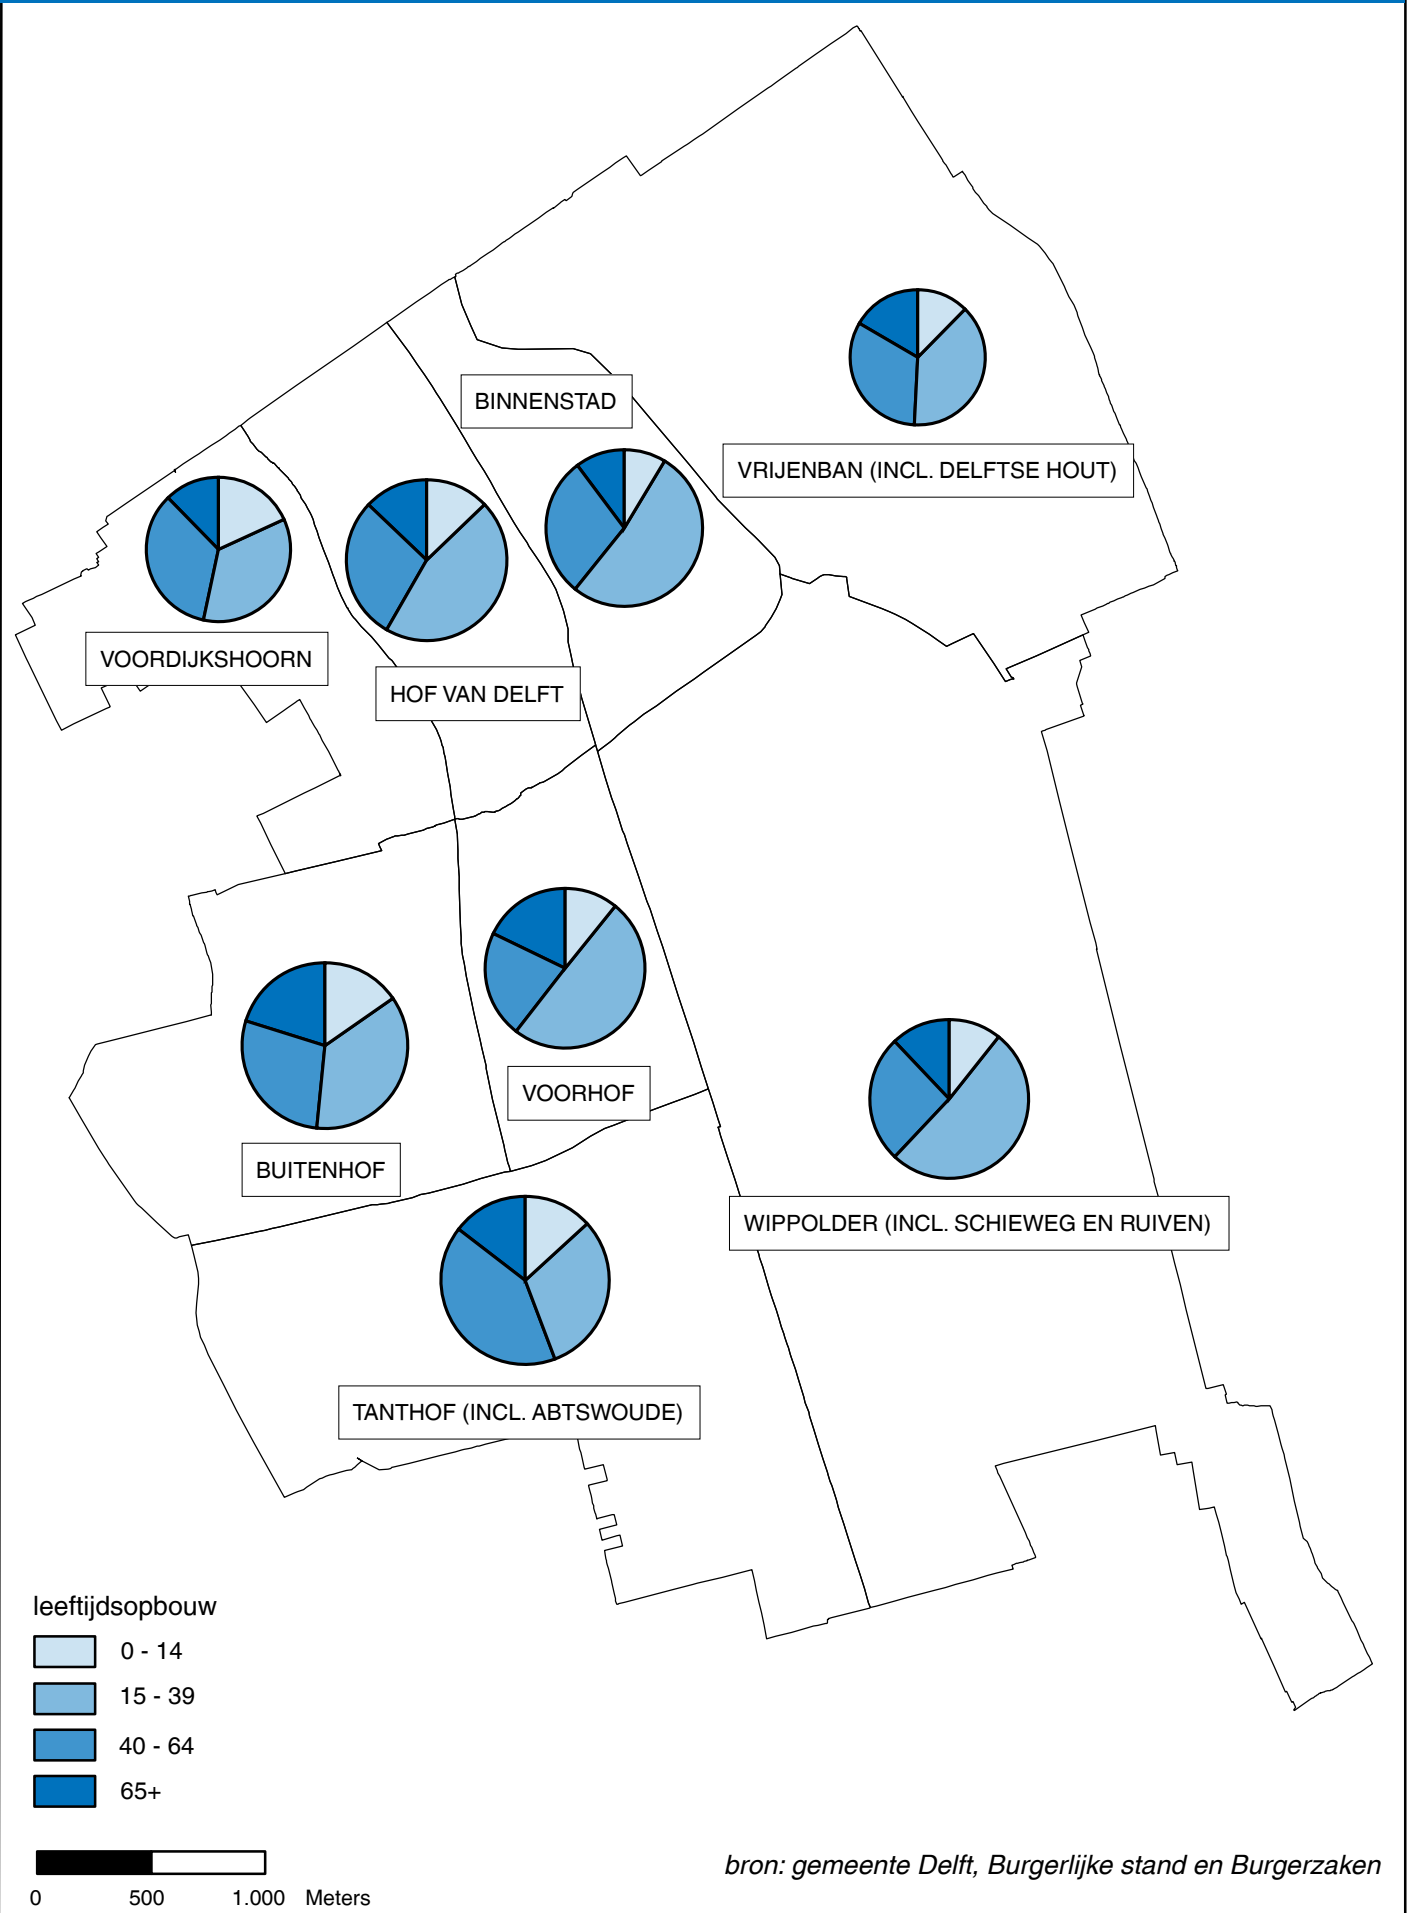 BINNENSTAD
VRIJENBAN (INCL. DELFTSE HOUT)
VOORDIJKSHOORN
HOF VAN DELFT
VOORHOF
BUITENHOF
WIPPOLDER (INCL. SCHIEWEG EN RUIVEN)
TANTHOF (INCL. ABTSWOUDE)
leeftijdsopbouw
0 - 14
15 - 39
40 - 64
65+
bron: gemeente Delft, Burgerlijke stand en Burgerzaken
0 500 1.000 Meters